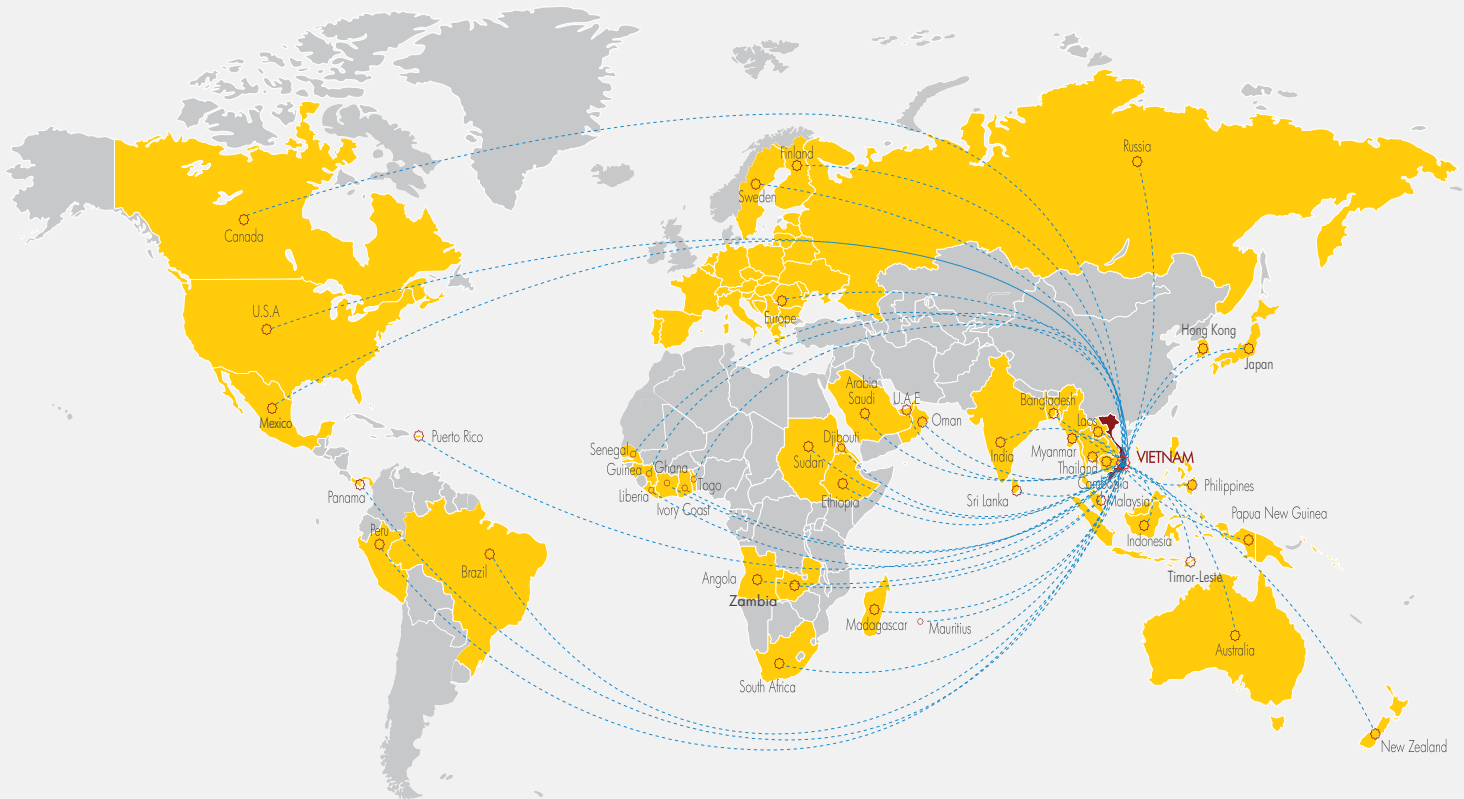 Finland
Russia
Sweden
Canada
U.S.A
Europe
Hong Kong
Japan
Arabia
Saudi
U.A.E
Bangladesh
Mexico
Puerto Rico
Oman
Laos
Senegal
Djibouti
India
Myanmar
VIETNAM
Sudan
Guinea
Ghana
Thailand
Togo
Cambodia
Philippines
Panama
Liberia
Ivory Coast
Ethiopia
Sri Lanka
Malaysia
Papua New Guinea
Peru
Indonesia
Brazil
Angola
Timor-Leste
Zambia
Madagascar
Mauritius
Australia
South Africa
New Zealand